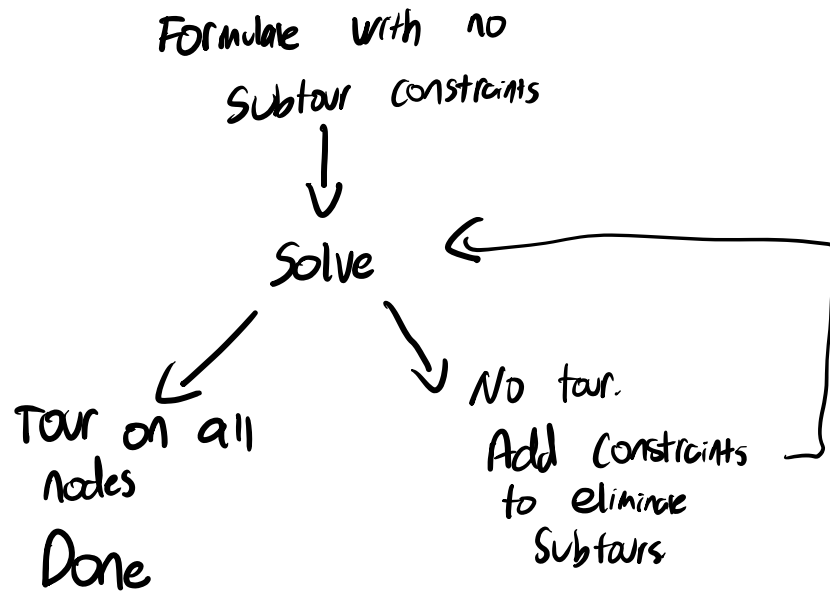 Formulate with no
Subtour constraints
Solve
Tour on all
nodes
Done
No tour.
Add constraints
to eliminate
Subtours